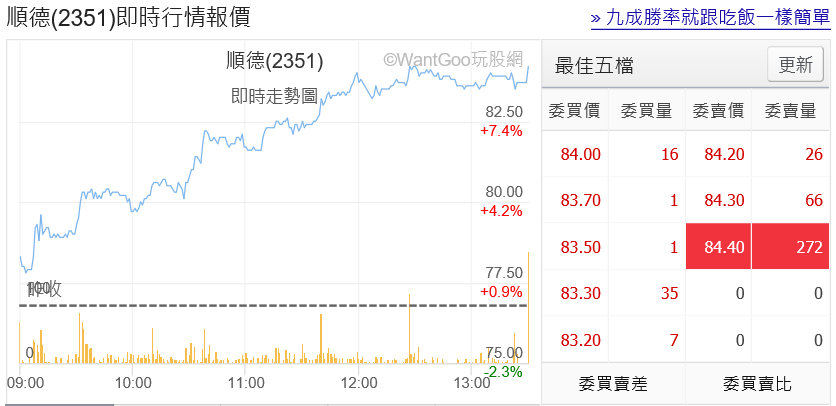 順德(2351)即時行情報價
» 九成勝率就跟吃飯一樣簡單
順德(2351)
©WantGoo玩股網
即時走勢圖
82.50
+7.4%
80.00
+4.2%
77.50
+0.9%
100
昨收
0
75.00
-2.3%
09:00 10:00 11:00 12:00 13:00
最佳五檔 更新
委買價 委買量 委賣價 委賣量
84.00 16 84.20 26
83.70 1 84.30 66
83.50 1 84.40 272
83.30 35 0 0
83.20 7 0 0
委買賣差 委買賣比